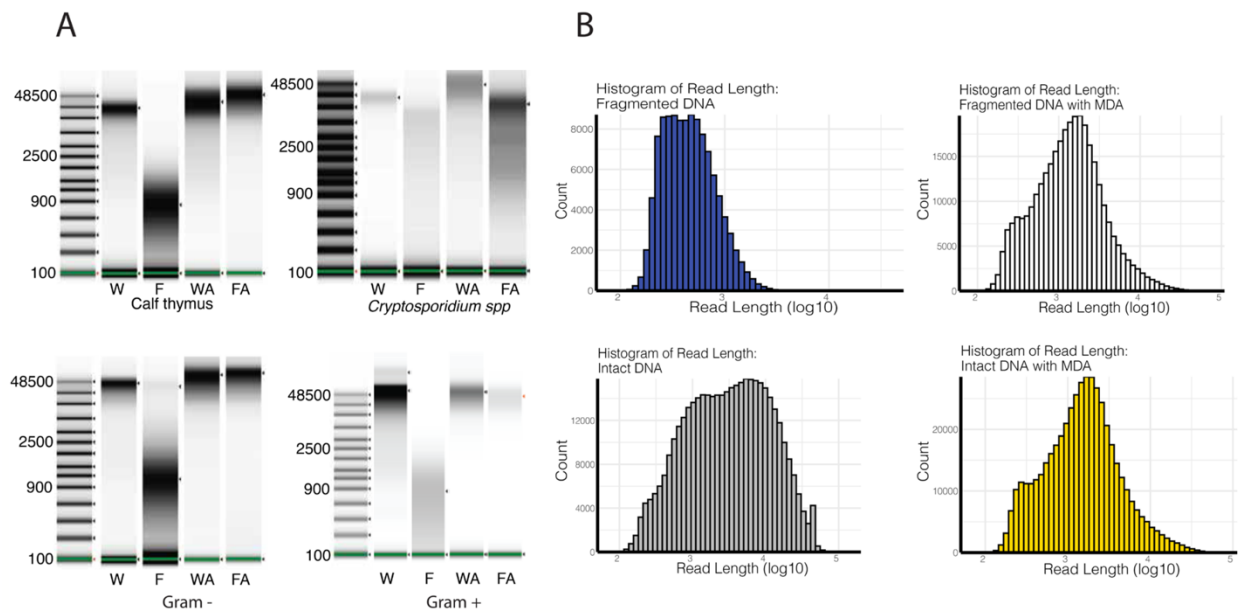 A
48500
2500
900
100
W F WA FA
Calf thymus
48500
2500
900
100
W F WA FA
Cryptosporidium spp
48500
2500
900
100
W F WA FA
Gram -
48500
2500
900
100
W F WA FA
Gram +
B
Histogram of Read Length:
Fragmented DNA
Count
8000
6000
4000
2000
0
2 3 4
Read Length (log10)
Histogram of Read Length:
Fragmented DNA with MDA
Count
15000
10000
5000
0
2 3 4 5
Read Length (log10)
Histogram of Read Length:
Intact DNA
Count
12000
8000
4000
0
2 3 4 5
Read Length (log10)
Histogram of Read Length:
Intact DNA with MDA
Count
20000
10000
0
2 3 4 5
Read Length (log10)